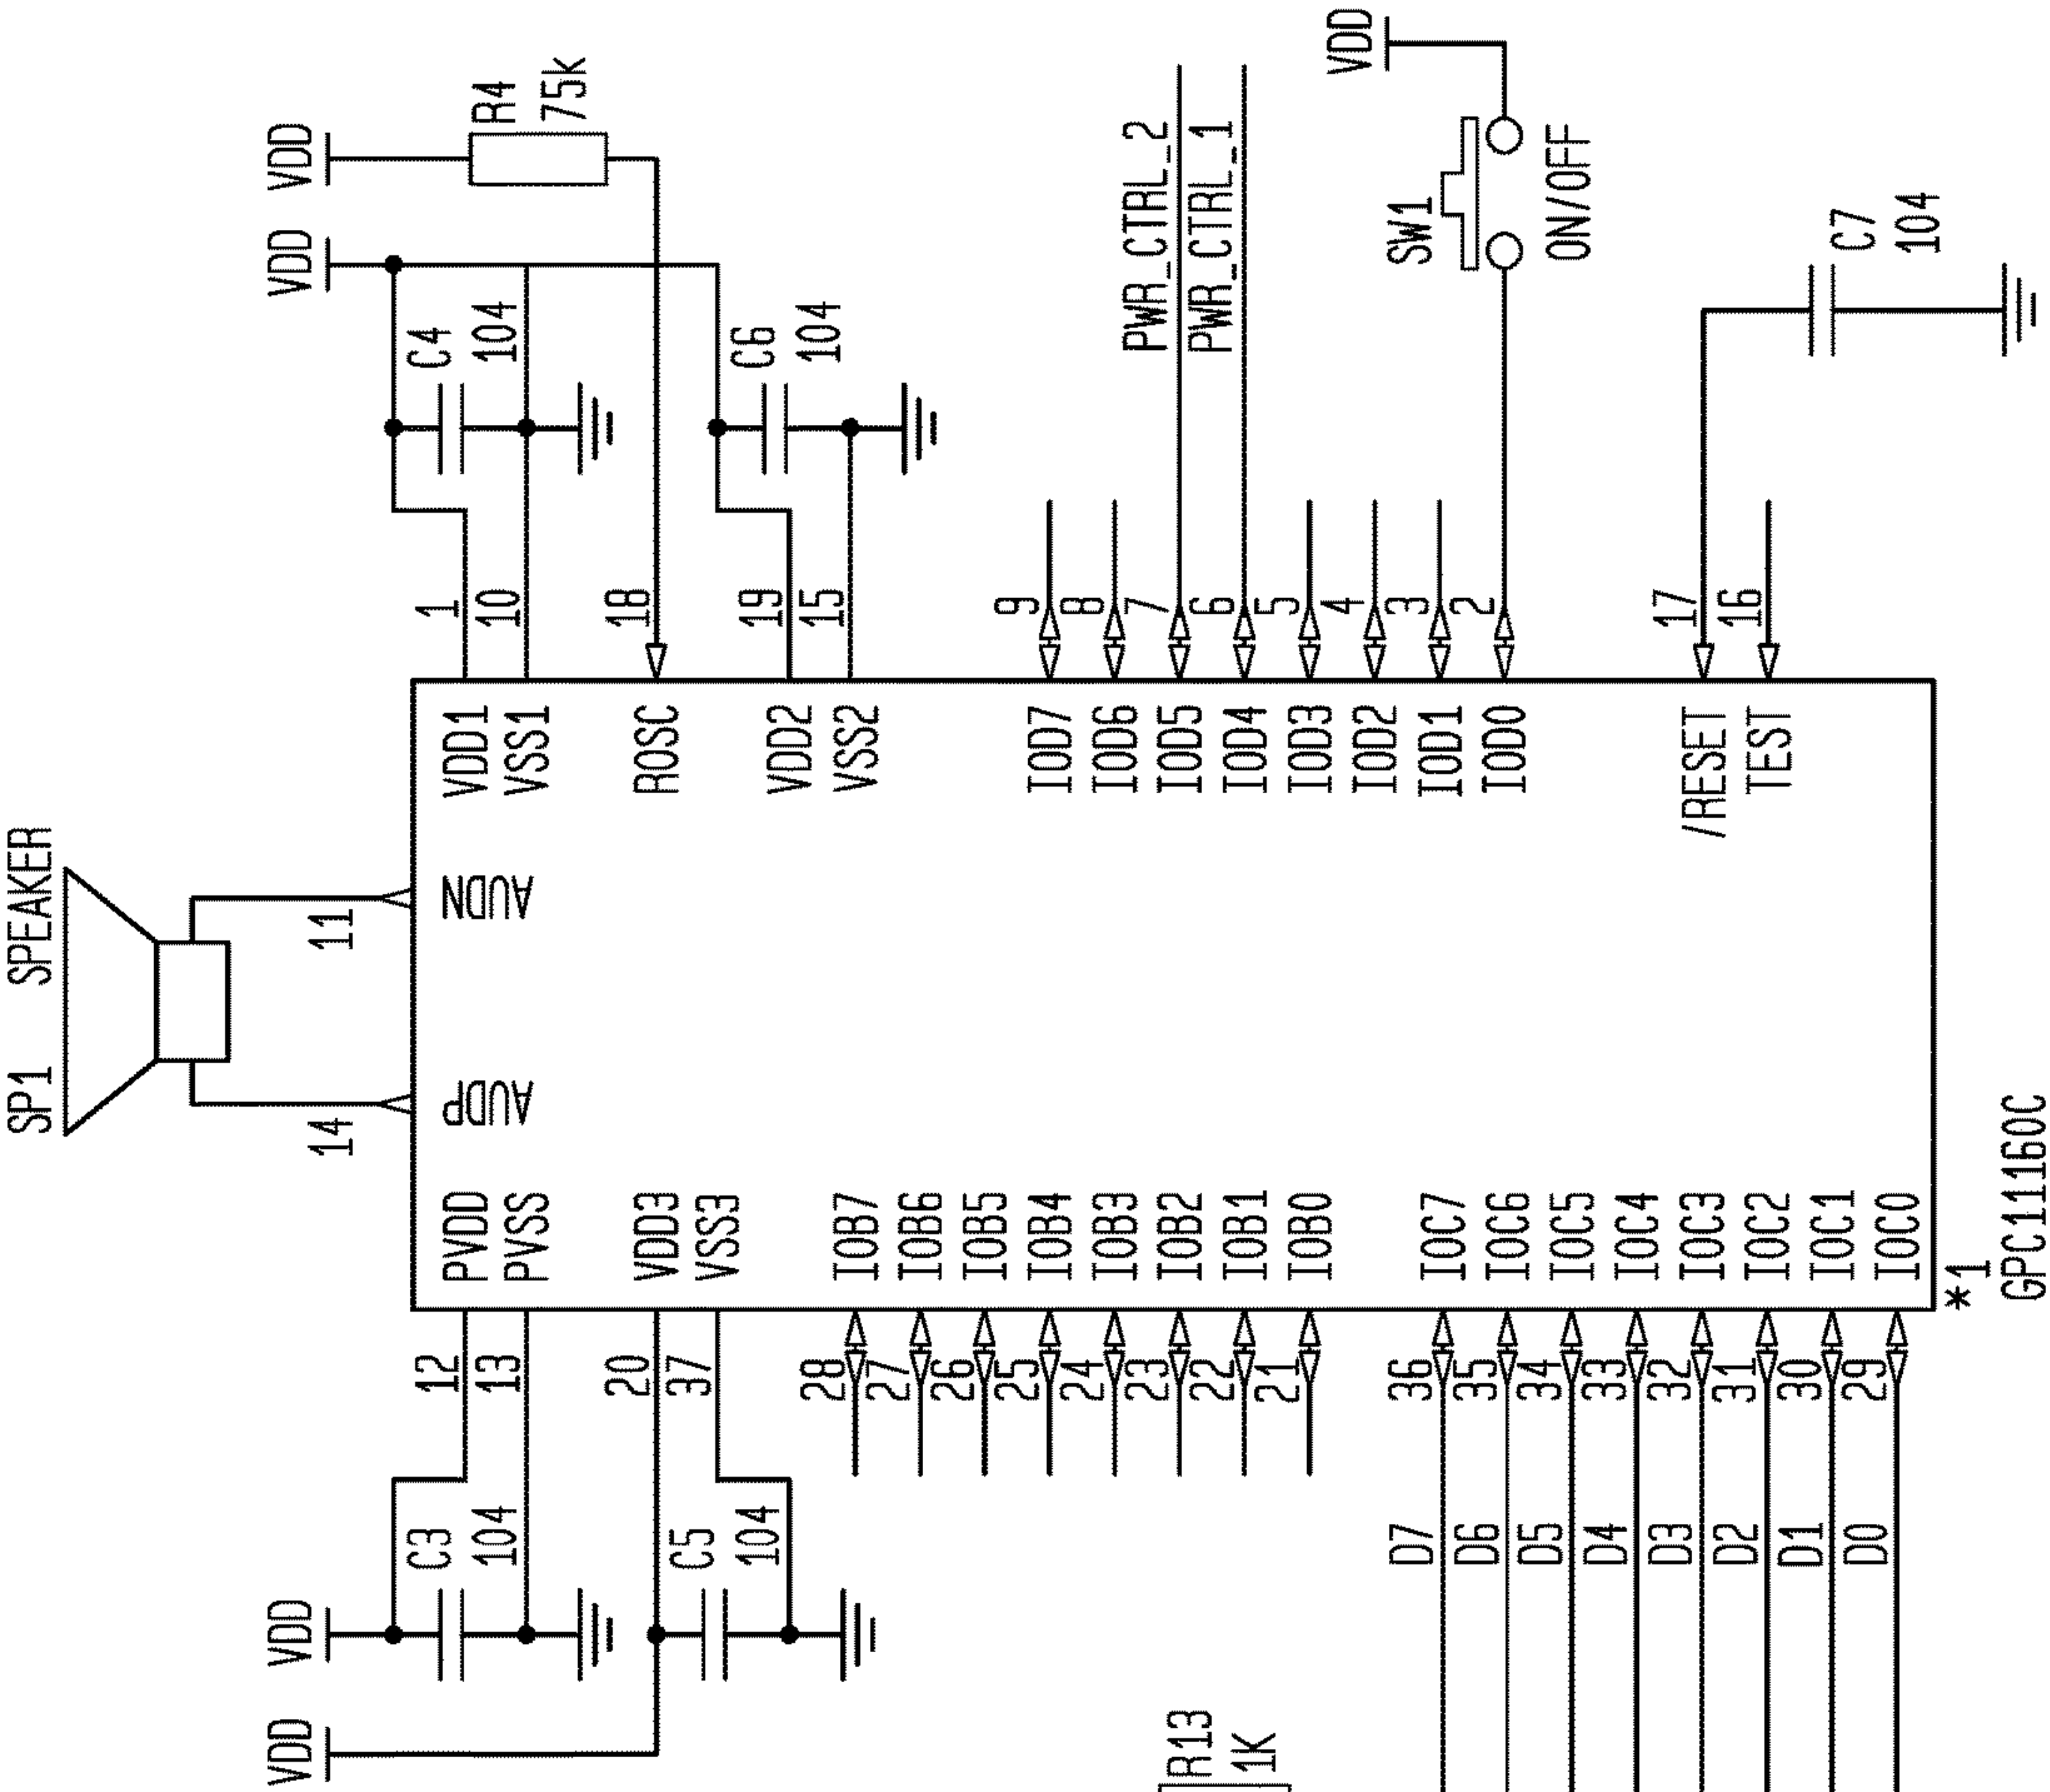 SP1 SPEAKER
14
11
AUDP
AUDN
VDD
VDD
VDD
VDD
R4
75k
C3
104
12
13
PVDD
PVSS
VDD1
VSS1
1
10
C4
104
C5
104
20
37
VDD3
VSS3
ROSC
18
VDD2
VSS2
19
15
C6
104
28
27
26
25
24
23
22
21
IOB7
IOB6
IOB5
IOB4
IOB3
IOB2
IOB1
IOB0
IOD7
IOD6
IOD5
IOD4
IOD3
IOD2
IOD1
IOD0
9
8
7
6
5
4
3
2
PWR_CTRL_2
PWR_CTRL_1
VDD
SW1
ON/OFF
R13
1K
D7
D6
D5
D4
D3
D2
D1
D0
36
35
34
33
32
31
30
29
IOC7
IOC6
IOC5
IOC4
IOC3
IOC2
IOC1
IOC0
/RESET
TEST
17
16
C7
104
*1
GPC11160C